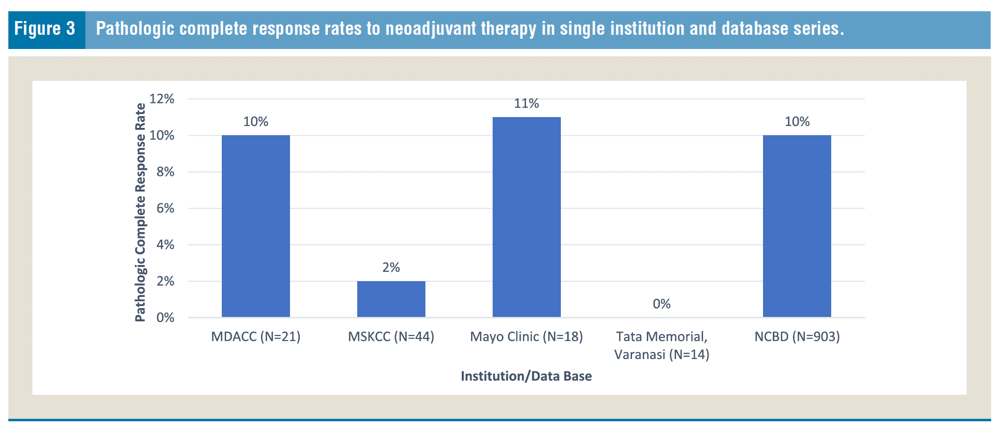 Figure 3 Pathologic complete response rates to neoadjuvant therapy in single institution and database series.
Pathologic Complete Response Rate
12%
10%
8%
6%
4%
2%
0%
10%
2%
11%
0%
10%
MDACC (N=21)
MSKCC (N=44)
Mayo Clinic (N=18)
Tata Memorial,
Varanasi (N=14)
NCBD (N=903)
Institution/Data Base